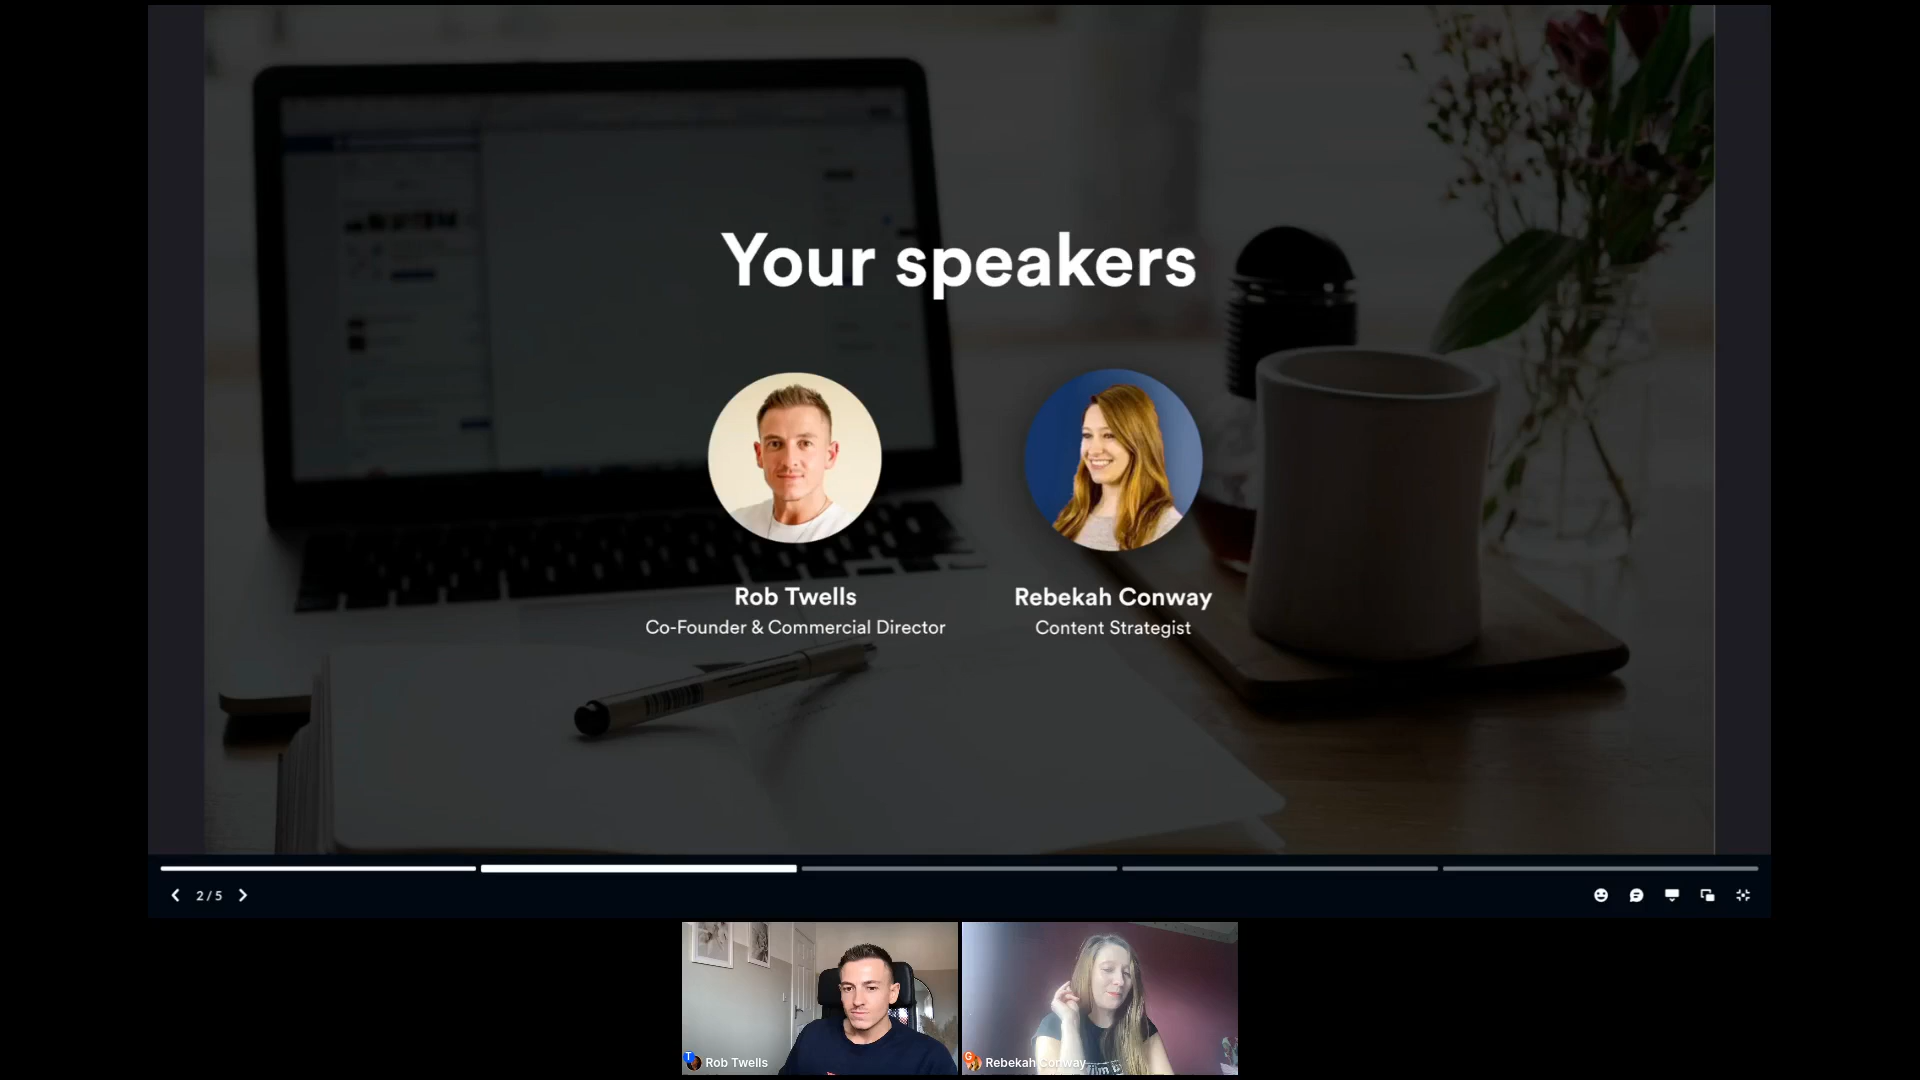 Your speakers
Rob Twells
Co-Founder & Commercial Director
Rebekah Conway
Content Strategist
2 / 5
T
Rob Twells
G
Rebekah Conway